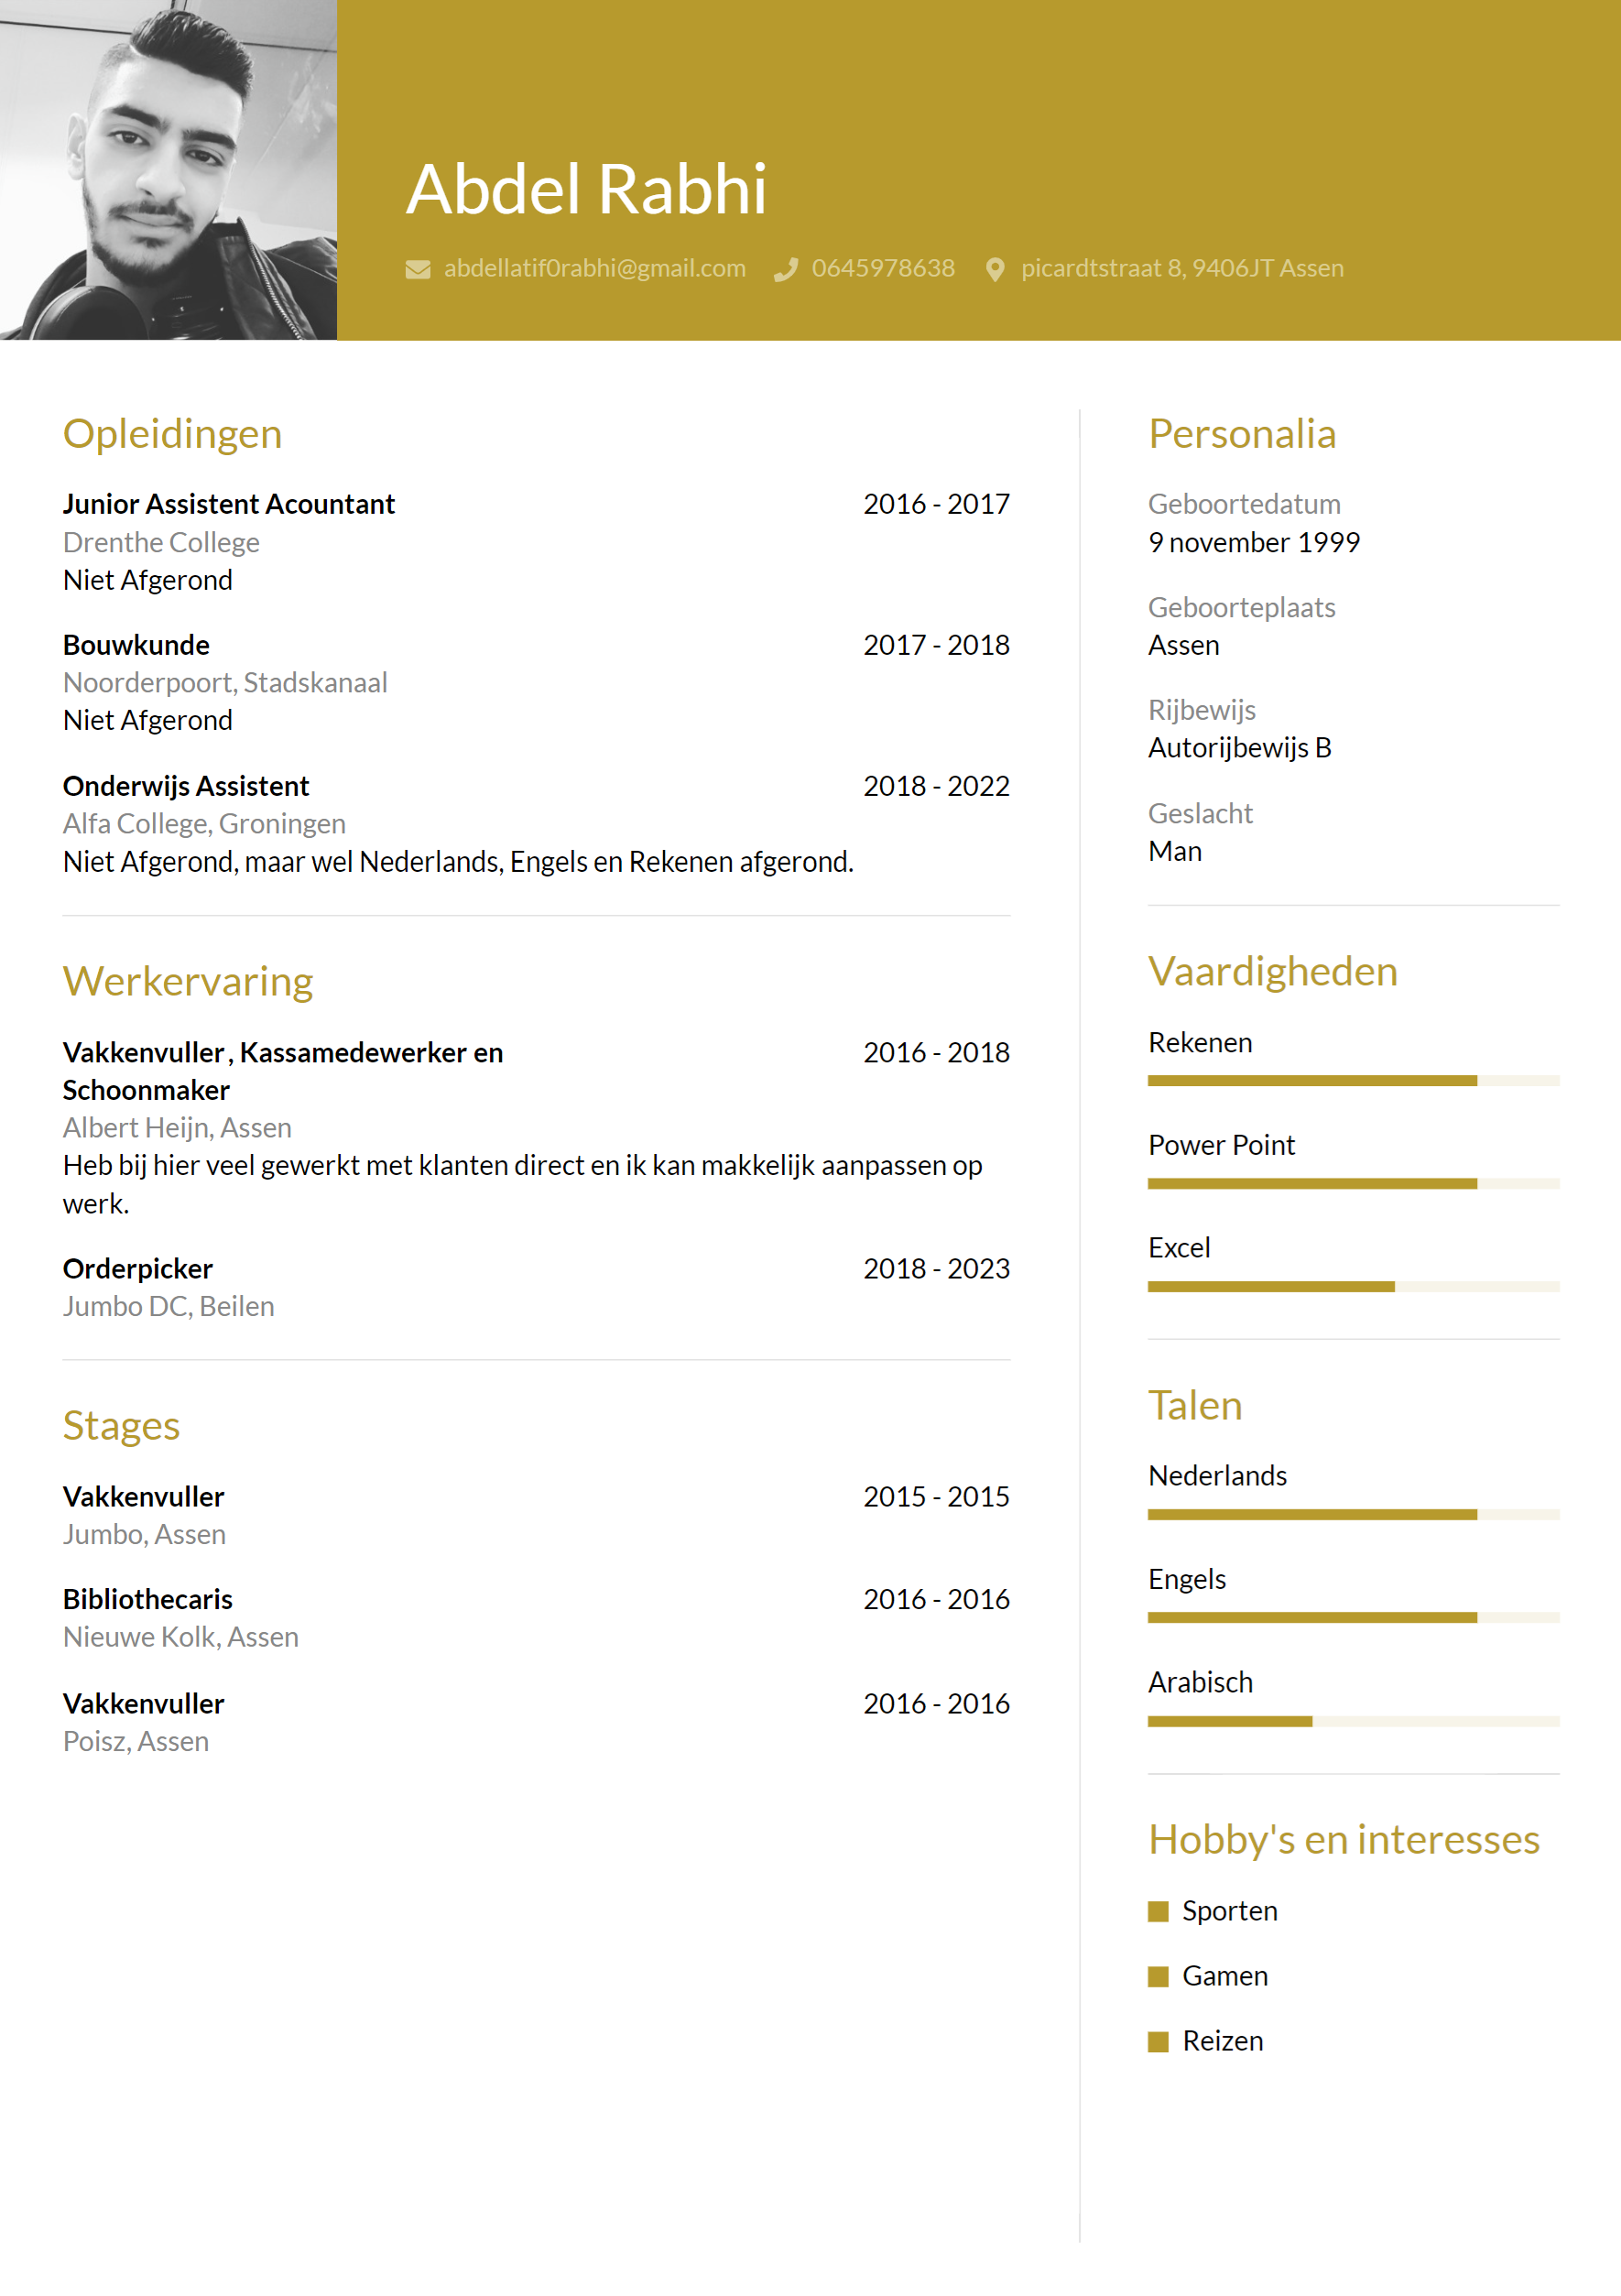 Abdel Rabhi
abdellatif0rabhi@gmail.com 0645978638 picardtstraat 8, 9406JT Assen
Opleidingen
Junior Assistent Acountant 2016 - 2017
Drenthe College
Niet Afgerond
Bouwkunde 2017 - 2018
Noorderpoort, Stadskanaal
Niet Afgerond
Onderwijs Assistent 2018 - 2022
Alfa College, Groningen
Niet Afgerond, maar wel Nederlands, Engels en Rekenen afgerond.
Werkervaring
Vakkenvuller , Kassamedewerker en 2016 - 2018
Schoonmaker
Albert Heijn, Assen
Heb bij hier veel gewerkt met klanten direct en ik kan makkelijk aanpassen op
werk.
Orderpicker 2018 - 2023
Jumbo DC, Beilen
Stages
Vakkenvuller 2015 - 2015
Jumbo, Assen
Bibliothecaris 2016 - 2016
Nieuwe Kolk, Assen
Vakkenvuller 2016 - 2016
Poisz, Assen
Personalia
Geboortedatum
9 november 1999
Geboorteplaats
Assen
Rijbewijs
Autorijbewijs B
Geslacht
Man
Vaardigheden
Rekenen
Power Point
Excel
Talen
Nederlands
Engels
Arabisch
Hobby's en interesses
Sporten
Gamen
Reizen